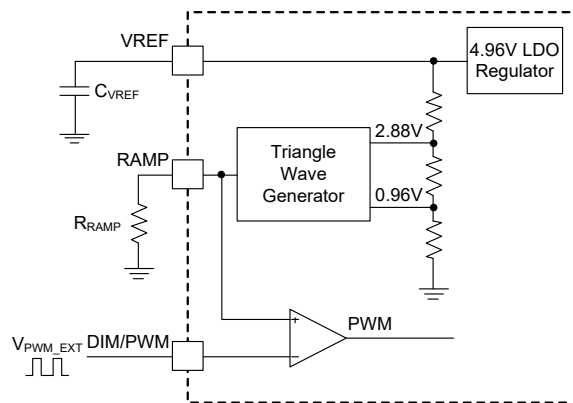 VREF
4.96V LDO
Regulator
CVREF
2.88V
RAMP
Triangle
Wave
Generator
0.96V
RRAMP
+
PWM
VPWM_EXT
DIM/PWM
−